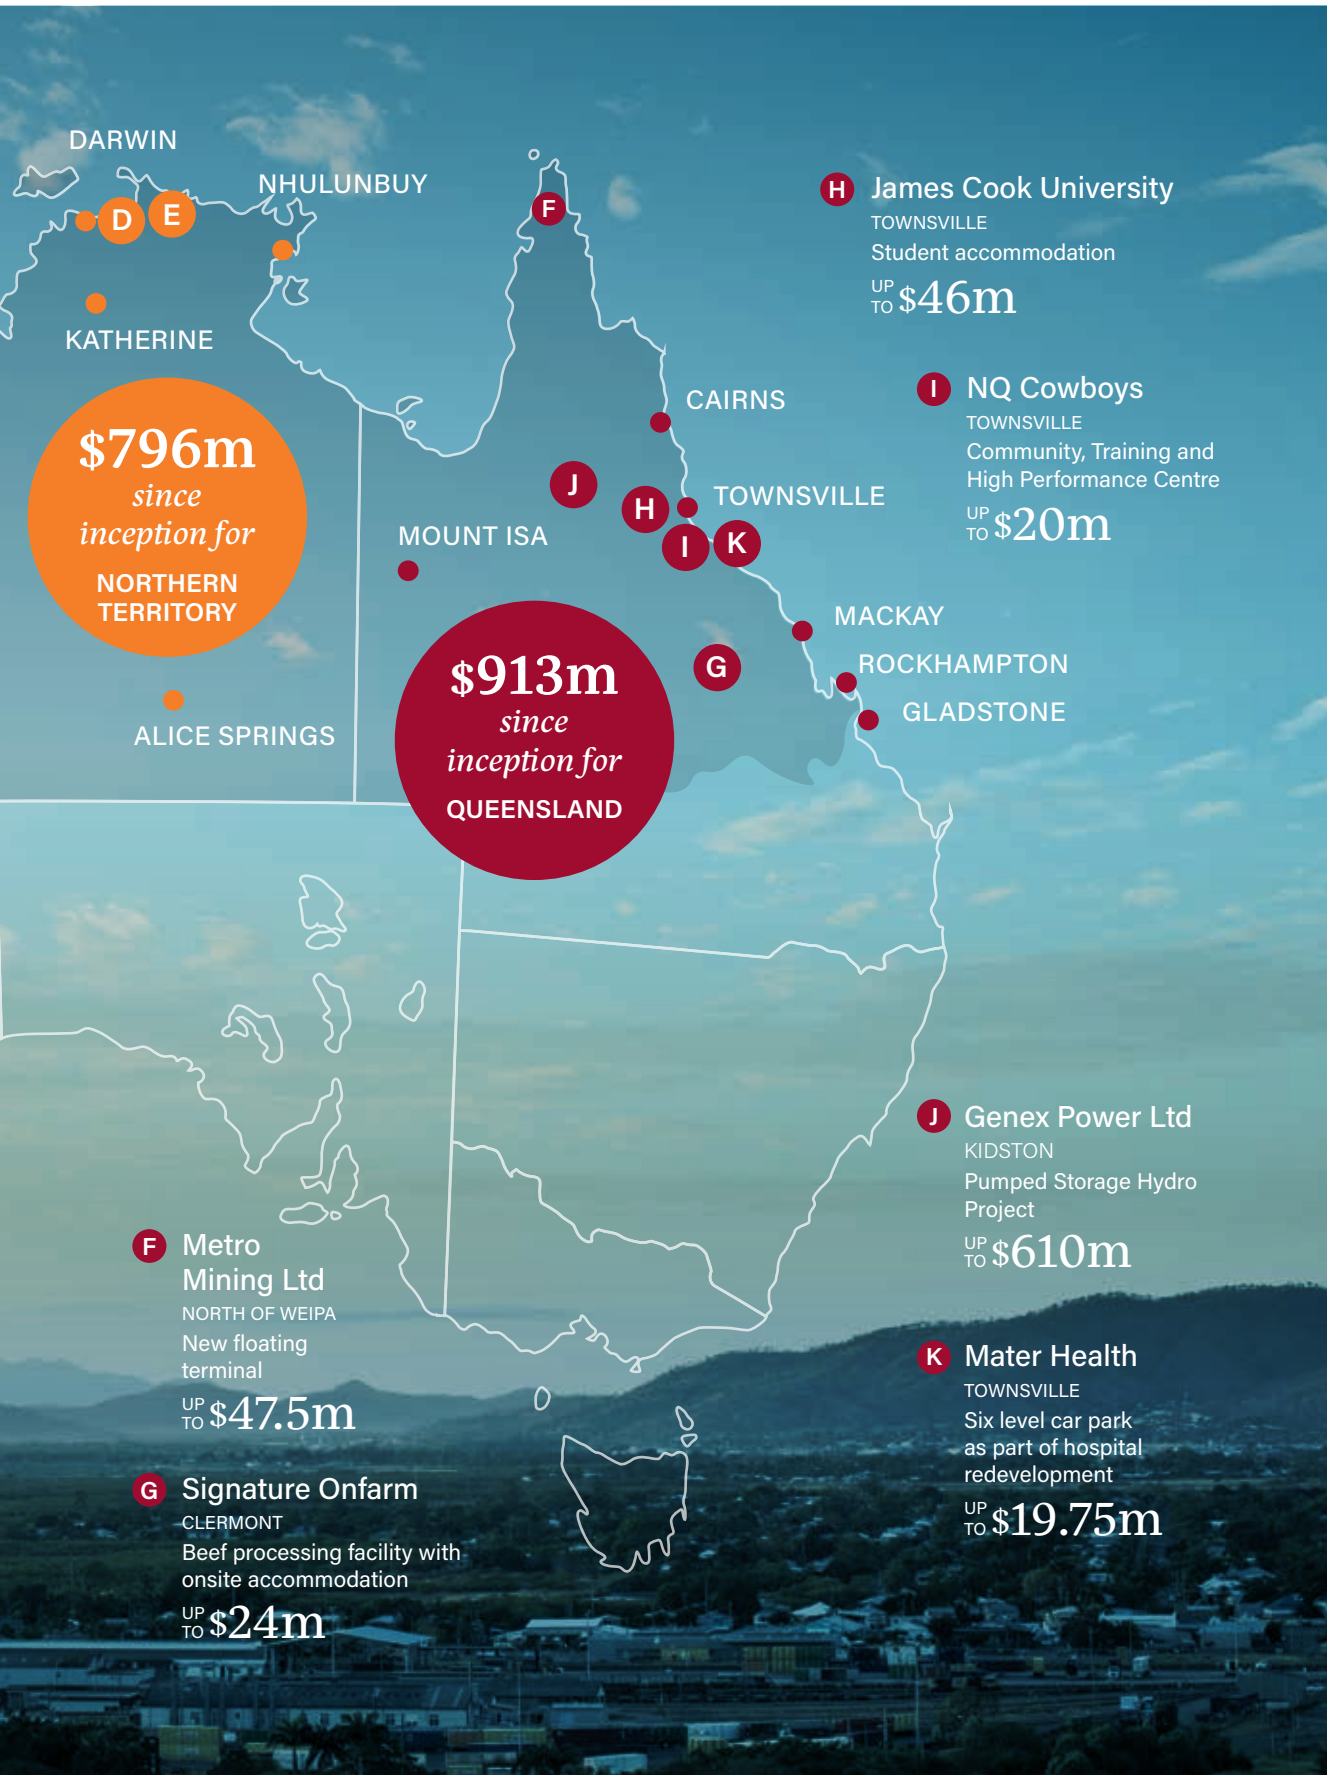 DARWIN
NHULUNBUY
D
E
F
KATHERINE
$796m
since
inception for
NORTHERN
TERRITORY
ALICE SPRINGS
CAIRNS
J
H
TOWNSVILLE
I
K
MOUNT ISA
MACKAY
G
ROCKHAMPTON
GLADSTONE
$913m
since
inception for
QUEENSLAND
H James Cook University
TOWNSVILLE
Student accommodation
UP TO $46m
I NQ Cowboys
TOWNSVILLE
Community, Training and
High Performance Centre
UP TO $20m
J Genex Power Ltd
KIDSTON
Pumped Storage Hydro
Project
UP TO $610m
F Metro
Mining Ltd
NORTH OF WEIPA
New floating
terminal
UP TO $47.5m
K Mater Health
TOWNSVILLE
Six level car park
as part of hospital
redevelopment
UP TO $19.75m
G Signature Onfarm
CLERMONT
Beef processing facility with
onsite accommodation
UP TO $24m